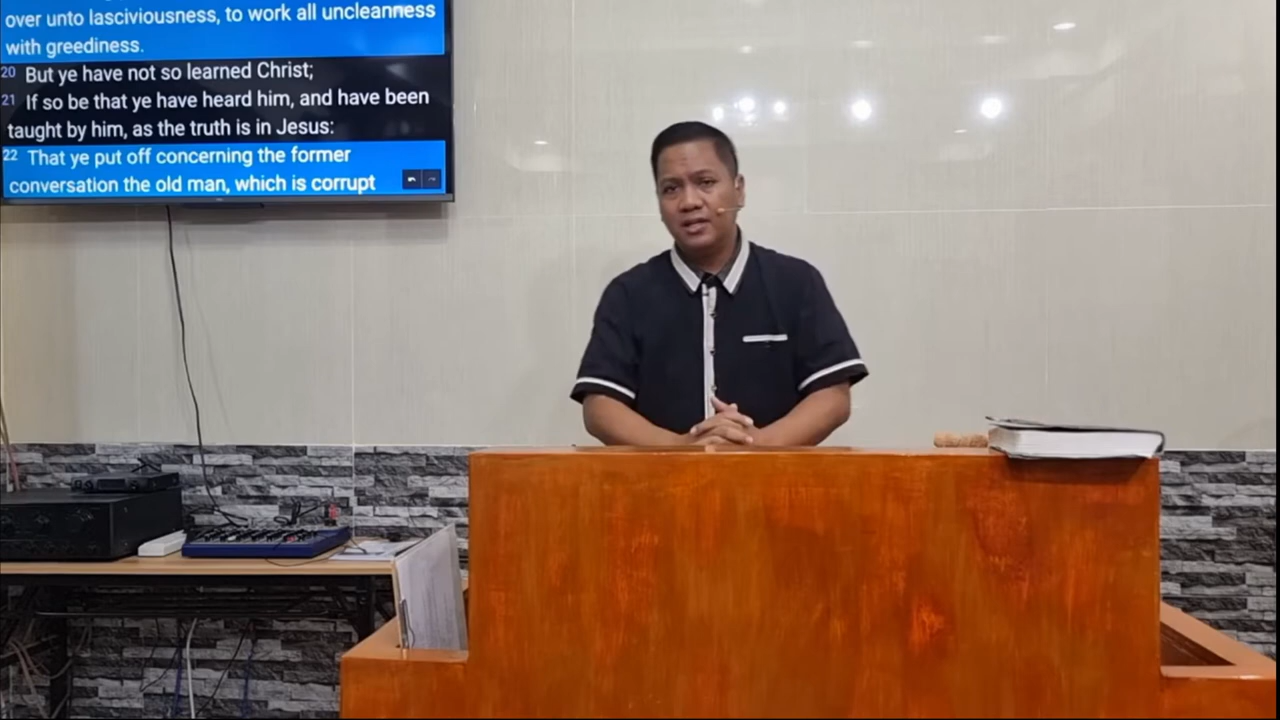 over unto lasciviousness, to work all uncleanness
with greediness.
20 But ye have not so learned Christ;
21 If so be that ye have heard him, and have been
taught by him, as the truth is in Jesus:
22 That ye put off concerning the former
conversation the old man, which is corrupt